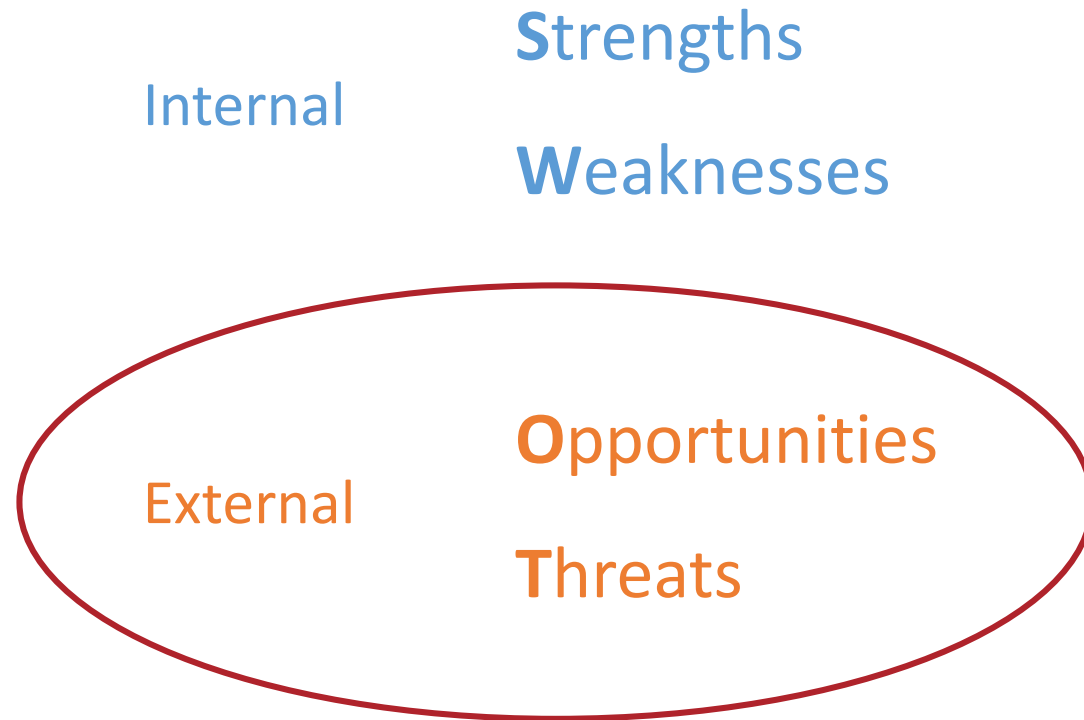 Strengths
Internal
Weaknesses
Opportunities
External
Threats